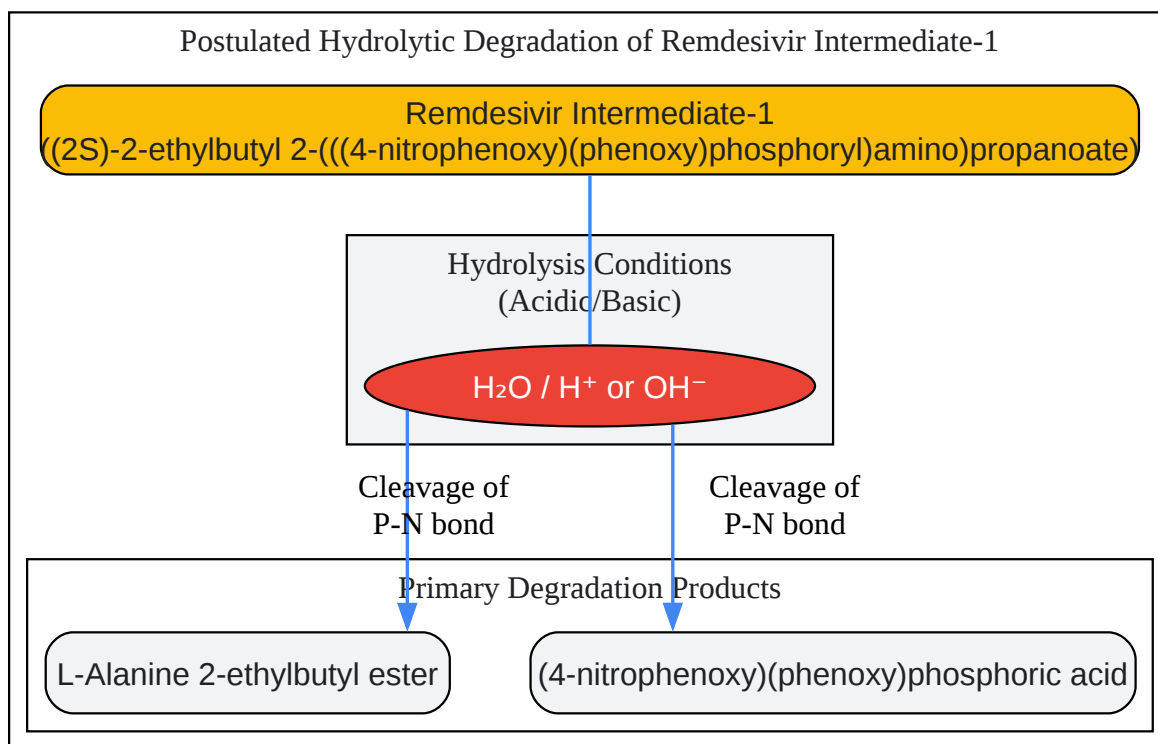 Postulated Hydrolytic Degradation of Remdesivir Intermediate-1
Remdesivir Intermediate-1
((2S)-2-ethylbutyl 2-(((4-nitrophenoxy)(phenoxy)phosphoryl)amino)propanoate)
Hydrolysis Conditions
(Acidic/Basic)
H₂O / H⁺ or OH⁻
Cleavage of
P-N bond
Cleavage of
P-N bond
Primary Degradation Products
L-Alanine 2-ethylbutyl ester
(4-nitrophenoxy)(phenoxy)phosphoric acid